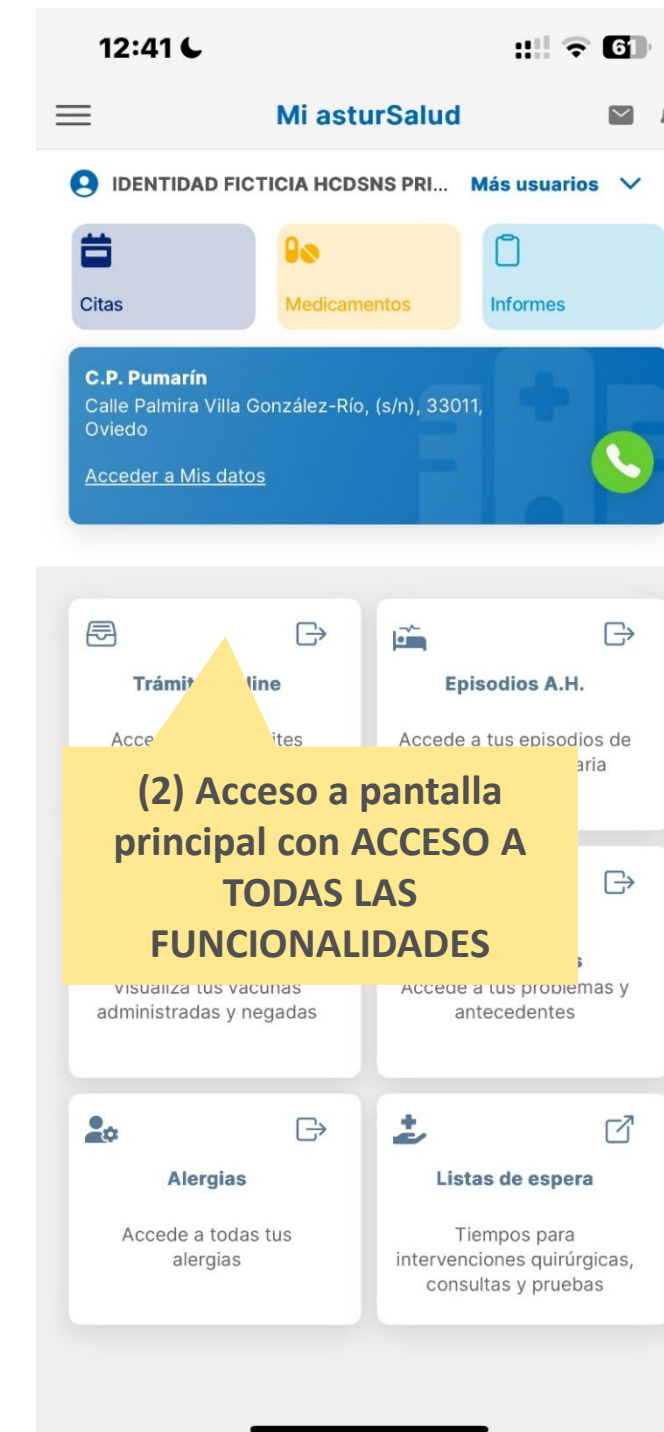 12:41
61
Mi asturSalud
IDENTIDAD FICTICIA HCDSNS PRI... Más usuarios
Citas
Medicamentos
Informes
C.P. Pumarín
Calle Palmira Villa González-Río, (s/n), 33011,
Oviedo
Acceder a Mis datos
Episodios A.H.
Accede a tus episodios de
(2) Acceso a pantalla
principal con ACCESO A
TODAS LAS
FUNCIONALIDADES
Visualiza tus vacunas
administradas y negadas
Accede a tus problemas y
antecedentes
Alergias
Accede a todas tus
alergias
Listas de espera
Tiempos para
intervenciones quirúrgicas,
consultas y pruebas